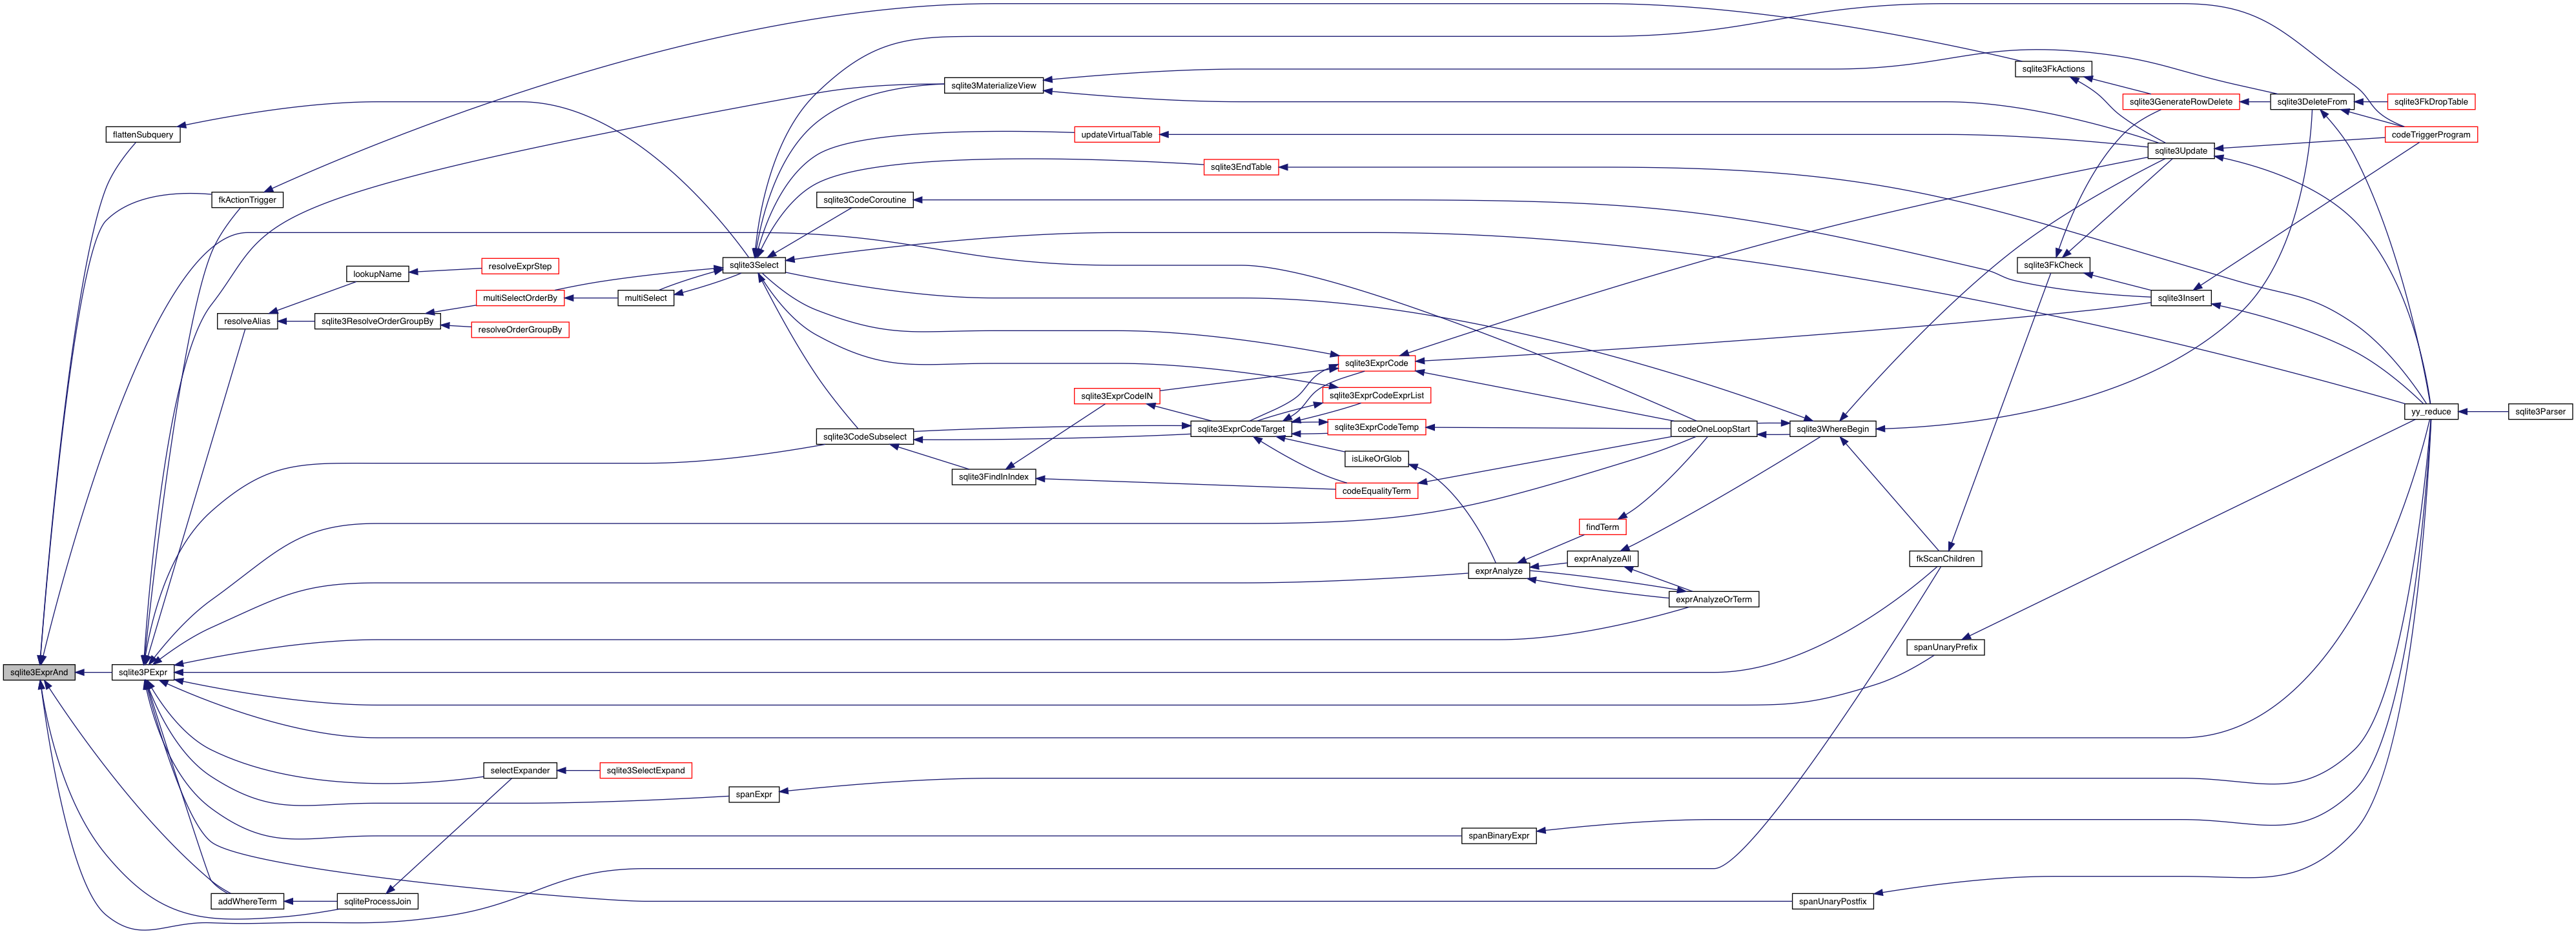 sqlite3ExprAnd
flattenSubquery
sqlite3PExpr
fkActionTrigger
resolveAlias
addWhereTerm
lookupName
sqlite3ResolveOrderGroupBy
sqliteProcessJoin
resolveExprStep
multiSelectOrderBy
resolveOrderGroupBy
selectExpander
multiSelect
sqlite3SelectExpand
sqlite3Select
spanExpr
sqlite3CodeCoroutine
sqlite3CodeSubselect
sqlite3MaterializeView
sqlite3FindInIndex
updateVirtualTable
sqlite3ExprCodeIN
sqlite3EndTable
sqlite3ExprCodeTarget
sqlite3ExprCode
sqlite3ExprCodeExprList
sqlite3ExprCodeTemp
isLikeOrGlob
codeEqualityTerm
exprAnalyze
spanBinaryExpr
findTerm
exprAnalyzeAll
codeOneLoopStart
exprAnalyzeOrTerm
sqlite3WhereBegin
spanUnaryPostfix
fkScanChildren
spanUnaryPrefix
sqlite3FkActions
sqlite3FkCheck
sqlite3GenerateRowDelete
sqlite3Update
sqlite3Insert
sqlite3DeleteFrom
sqlite3FkDropTable
codeTriggerProgram
yy_reduce
sqlite3Parser